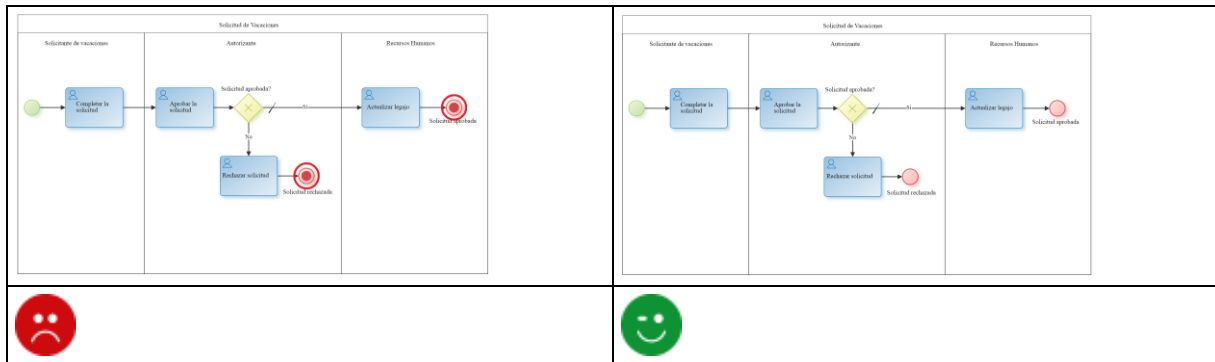 Solicitud de Vacaciones
Solicitante de vacaciones
Autorizante
Recursos Humanos
Solicitud aprobada?
Completar la
solicitud
Aprobar la
solicitud
Si
Actualizar legajo
Solicitud aprobada
No
Rechazar solicitud
Solicitud rechazada
Solicitud de Vacaciones
Solicitante de vacaciones
Autorizante
Recursos Humanos
Solicitud aprobada?
Completar la
solicitud
Aprobar la
solicitud
Si
Actualizar legajo
Solicitud aprobada
No
Rechazar solicitud
Solicitud rechazada